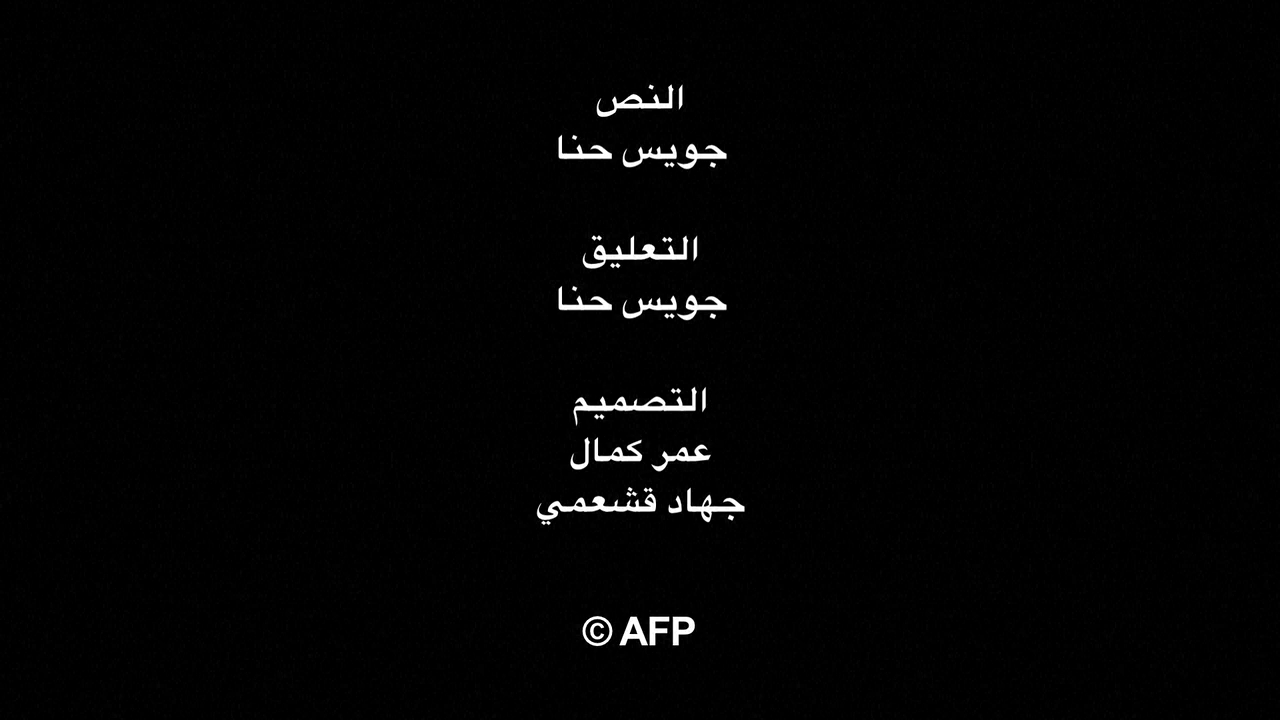 النص
جويس حنا
التعليق
جويس حنا
التصميم
عمر كمال
جهاد قشعمي
© AFP